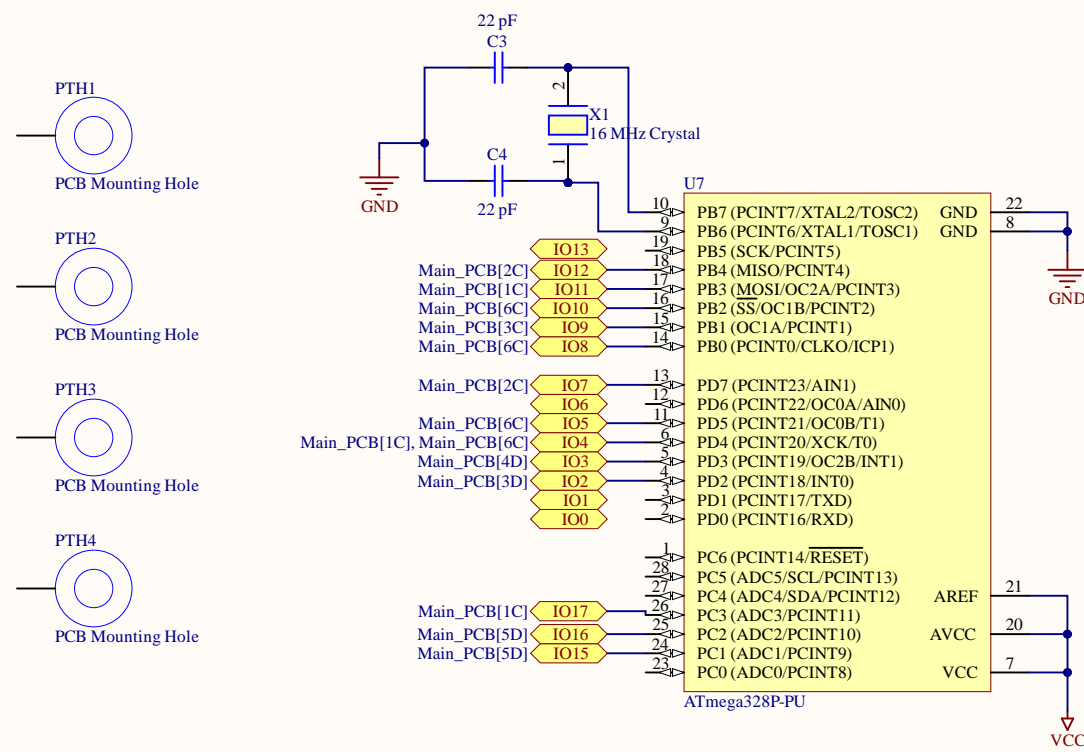 22 pF
C3
2
X1
16 MHz Crystal
1
C4
22 pF
GND
PTH1
PCB Mounting Hole
PTH2
PCB Mounting Hole
PTH3
PCB Mounting Hole
PTH4
PCB Mounting Hole
U7
10 PB7 (PCINT7/XTAL2/TOSC2) GND 22
9 PB6 (PCINT6/XTAL1/TOSC1) GND 8
IO13 19 PB5 (SCK/PCINT5)
Main_PCB[2C] IO12 18 PB4 (MISO/PCINT4)
Main_PCB[1C] IO11 17 PB3 (MOSI/OC2A/PCINT3)
GND
Main_PCB[6C] IO10 16 PB2 (SS/OC1B/PCINT2)
Main_PCB[3C] IO9 15 PB1 (OC1A/PCINT1)
Main_PCB[6C] IO8 14 PB0 (PCINT0/CLKO/ICP1)
Main_PCB[2C] IO7 13 PD7 (PCINT23/AIN1)
IO6 12 PD6 (PCINT22/OC0A/AIN0)
Main_PCB[6C] IO5 11 PD5 (PCINT21/OC0B/T1)
Main_PCB[1C], Main_PCB[6C] IO4 6 PD4 (PCINT20/XCK/T0)
Main_PCB[4D] IO3 5 PD3 (PCINT19/OC2B/INT1)
Main_PCB[3D] IO2 4 PD2 (PCINT18/INT0)
IO1 3 PD1 (PCINT17/TXD)
IO0 2 PD0 (PCINT16/RXD)
1 PC6 (PCINT14/RESET)
28 PC5 (ADC5/SCL/PCINT13)
27 PC4 (ADC4/SDA/PCINT12) AREF 21
Main_PCB[1C] IO17 26 PC3 (ADC3/PCINT11)
Main_PCB[5D] IO16 25 PC2 (ADC2/PCINT10) AVCC 20
Main_PCB[5D] IO15 24 PC1 (ADC1/PCINT9)
23 PC0 (ADC0/PCINT8) VCC 7
ATmega328P-PU
VCC